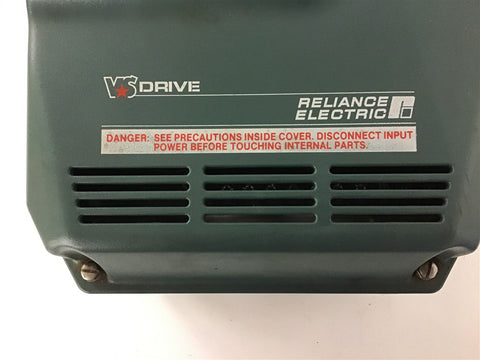 VS DRIVE
RELIANCE
ELECTRIC
DANGER: SEE PRECAUTIONS INSIDE COVER. DISCONNECT INPUT
POWER BEFORE TOUCHING INTERNAL PARTS.